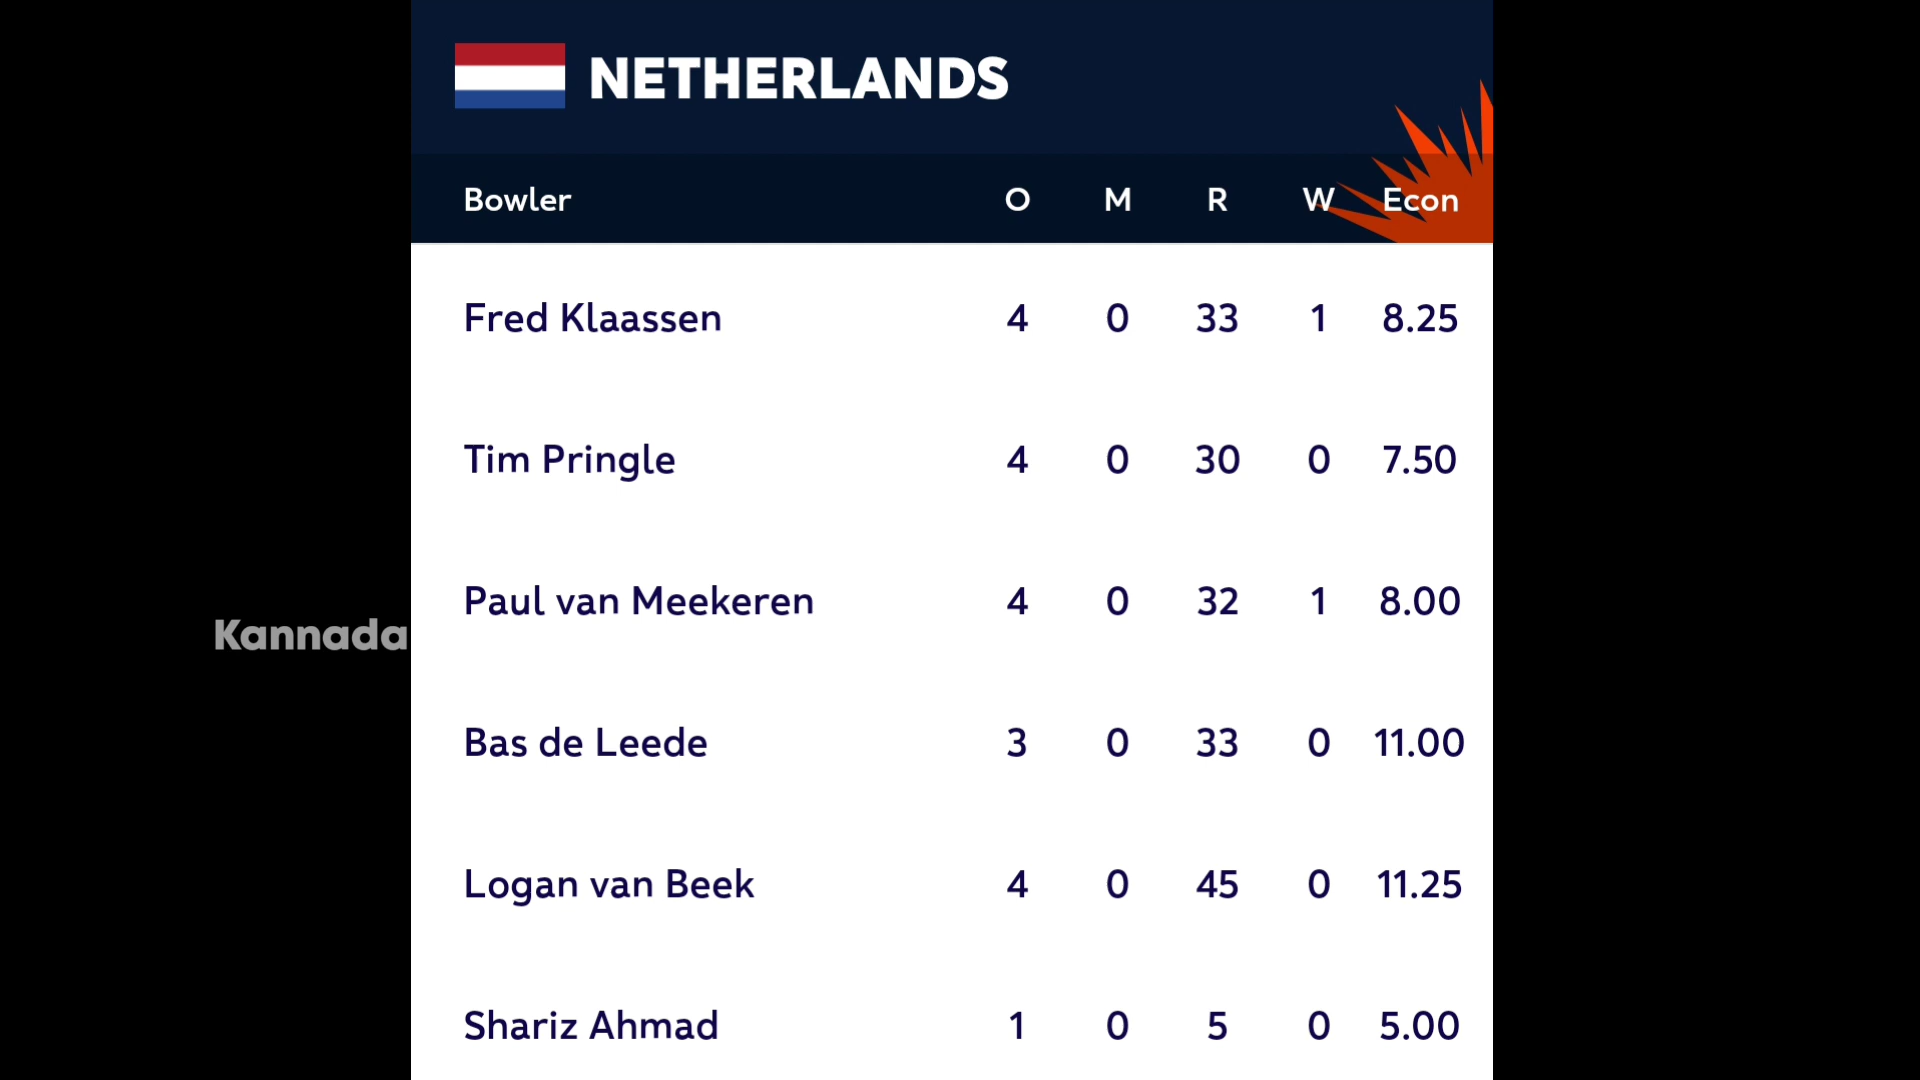 NETHERLANDS
Bowler O M R W Econ
Fred Klaassen 4 0 33 1 8.25
Tim Pringle 4 0 30 0 7.50
Paul van Meekeren 4 0 32 1 8.00
Kannada
Bas de Leede 3 0 33 0 11.00
Logan van Beek 4 0 45 0 11.25
Shariz Ahmad 1 0 5 0 5.00